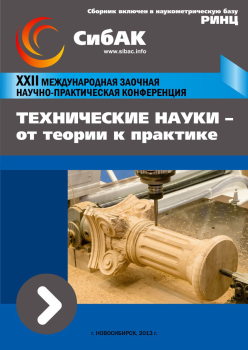 Сборник включен в наукометрическую базу
РИНЦ
СибАК
www.sibac.info
XXII МЕЖДУНАРОДНАЯ ЗАОЧНАЯ
НАУЧНО-ПРАКТИЧЕСКАЯ КОНФЕРЕНЦИЯ
ТЕХНИЧЕСКИЕ НАУКИ –
от теории к практике
г. НОВОСИБИРСК, 2013 г.